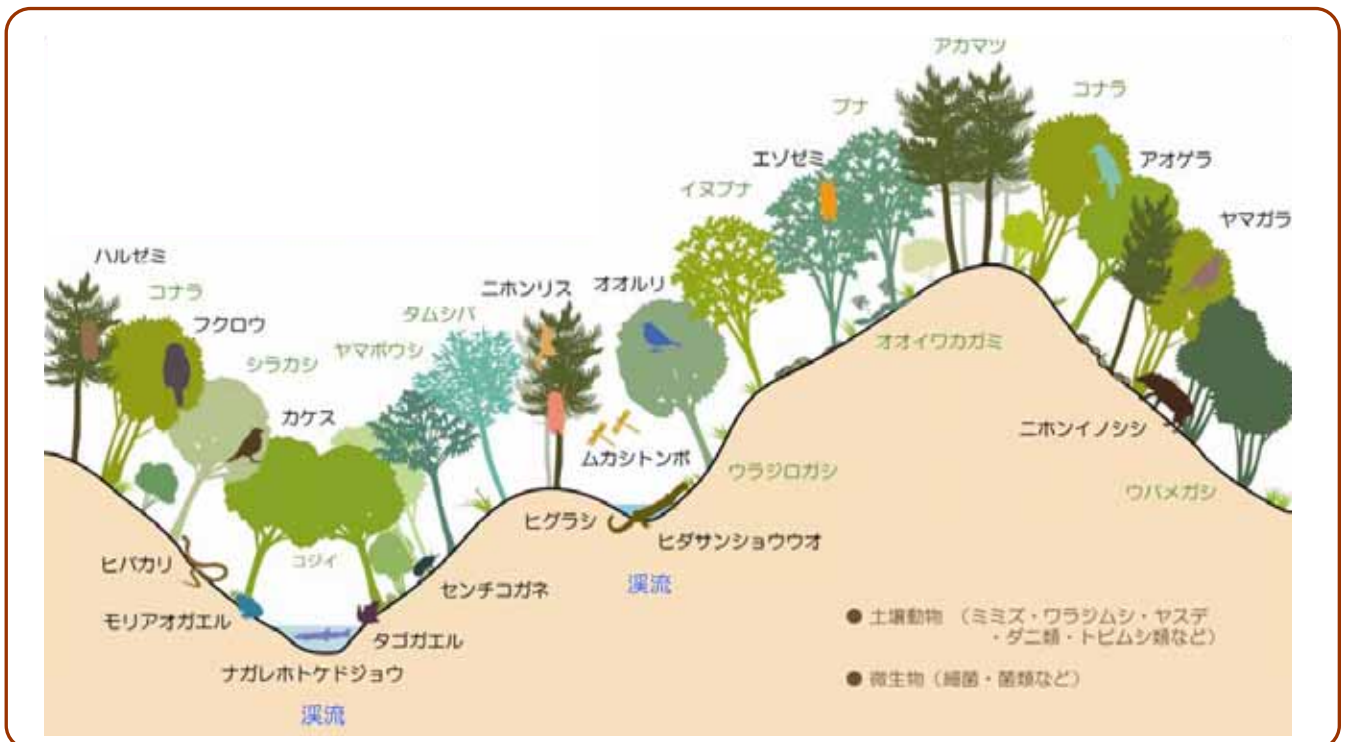 アカマツ
コナラ
ブナ
エゾゼミ
アオゲラ
イヌブナ
ヤマガラ
ハルゼミ
コナラ
ニホンリス
オオルリ
タムシバ
フクロウ
ヤマボウシ
シラカシ
オオイワカガミ
カケス
ニホンイノシシ
ムカシトンボ
ウラジロガシ
ウバメガシ
ヒグラシ
ヒダサンショウウオ
ヒバカリ
コジイ
センチコガネ
渓流
モリアオガエル
タゴガエル
ナガレホトケドジョウ
渓流
● 土壌動物 （ミミズ・ワラジムシ・ヤスデ
・ダニ類・トビムシ類など）
● 微生物（細菌・菌類など）